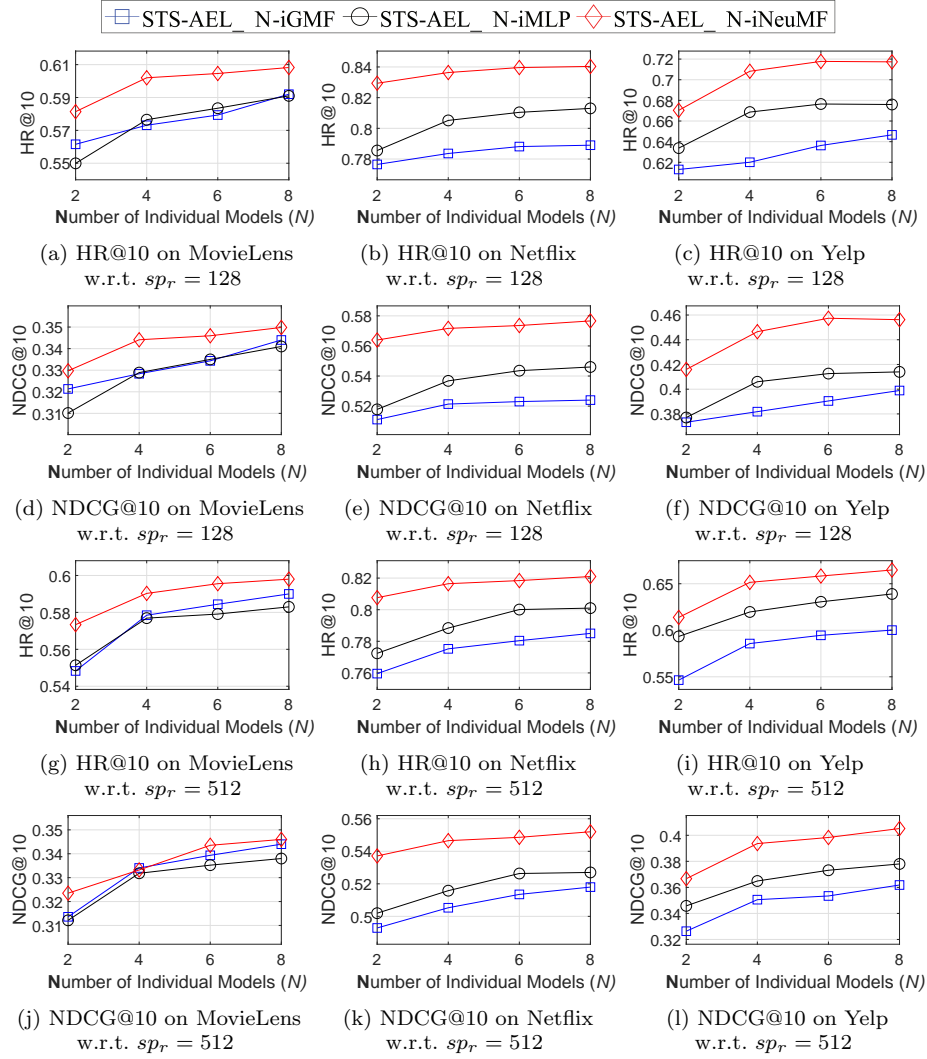 STS-AEL_ N-iGMF STS-AEL_ N-iMLP STS-AEL_ N-iNeuMF
0.61 0.59 0.57 0.55
HR@10
2 4 6 8
0.84 0.82 0.8 0.78
HR@10
2 4 6 8
0.72 0.68 0.64 0.62
HR@10
2 4 6 8
Number of Individual Models (N) Number of Individual Models (N) Number of Individual Models (N)
(a) HR@10 on MovieLens (b) HR@10 on Netflix (c) HR@10 on Yelp
w.r.t. sp_r = 128 w.r.t. sp_r = 128 w.r.t. sp_r = 128
0.35 0.33 0.32 0.31
NDCG@10
2 4 6 8
0.58 0.56 0.54 0.52
NDCG@10
2 4 6 8
0.46 0.42 0.4 0.38
NDCG@10
2 4 6 8
Number of Individual Models (N) Number of Individual Models (N) Number of Individual Models (N)
(d) NDCG@10 on MovieLens (e) NDCG@10 on Netflix (f) NDCG@10 on Yelp
w.r.t. sp_r = 128 w.r.t. sp_r = 128 w.r.t. sp_r = 128
0.6 0.58 0.56 0.54
HR@10
2 4 6 8
0.82 0.8 0.78 0.76
HR@10
2 4 6 8
0.65 0.6 0.55
HR@10
2 4 6 8
Number of Individual Models (N) Number of Individual Models (N) Number of Individual Models (N)
(g) HR@10 on MovieLens (h) HR@10 on Netflix (i) HR@10 on Yelp
w.r.t. sp_r = 512 w.r.t. sp_r = 512 w.r.t. sp_r = 512
0.35 0.34 0.32 0.31
NDCG@10
2 4 6 8
0.56 0.52 0.5
NDCG@10
2 4 6 8
0.4 0.38 0.36 0.34 0.32
NDCG@10
2 4 6 8
Number of Individual Models (N) Number of Individual Models (N) Number of Individual Models (N)
(j) NDCG@10 on MovieLens (k) NDCG@10 on Netflix (l) NDCG@10 on Yelp
w.r.t. sp_r = 512 w.r.t. sp_r = 512 w.r.t. sp_r = 512